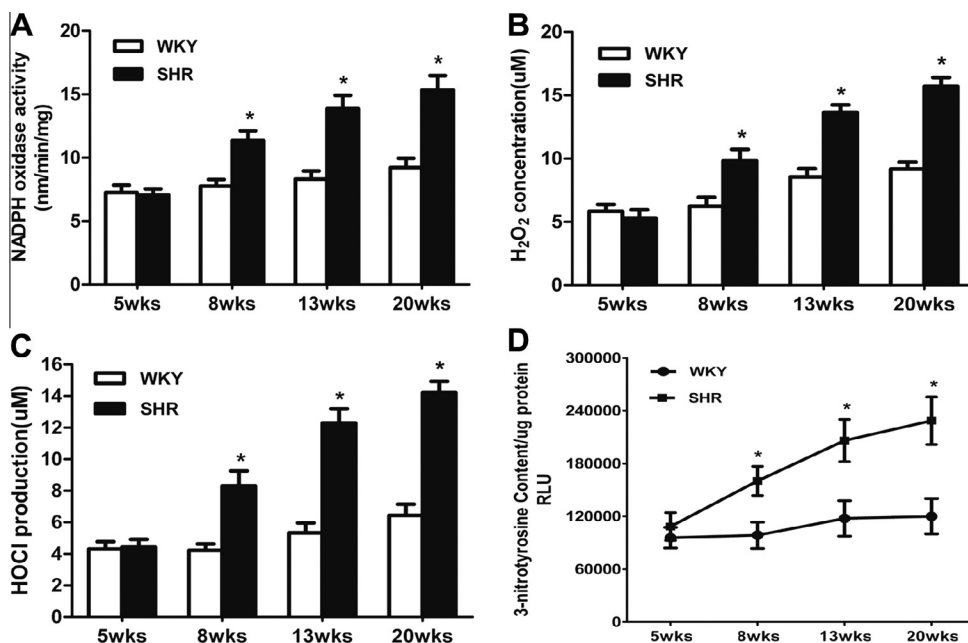 A
NADPH oxidase activity
(nm/min/mg)
20
15
10
5
0
WKY
SHR
*
*
*
5wks 8wks 13wks 20wks
B
H₂O₂ concentration(uM)
20
15
10
5
0
WKY
SHR
*
*
*
5wks 8wks 13wks 20wks
C
HOCl production(uM)
16
14
12
10
8
6
4
2
0
WKY
SHR
*
*
*
5wks 8wks 13wks 20wks
D
3-nitrotyrosine Content/ug protein
RLU
300000
240000
180000
120000
60000
0
WKY
SHR
*
*
*
5wks 8wks 13wks 20wks